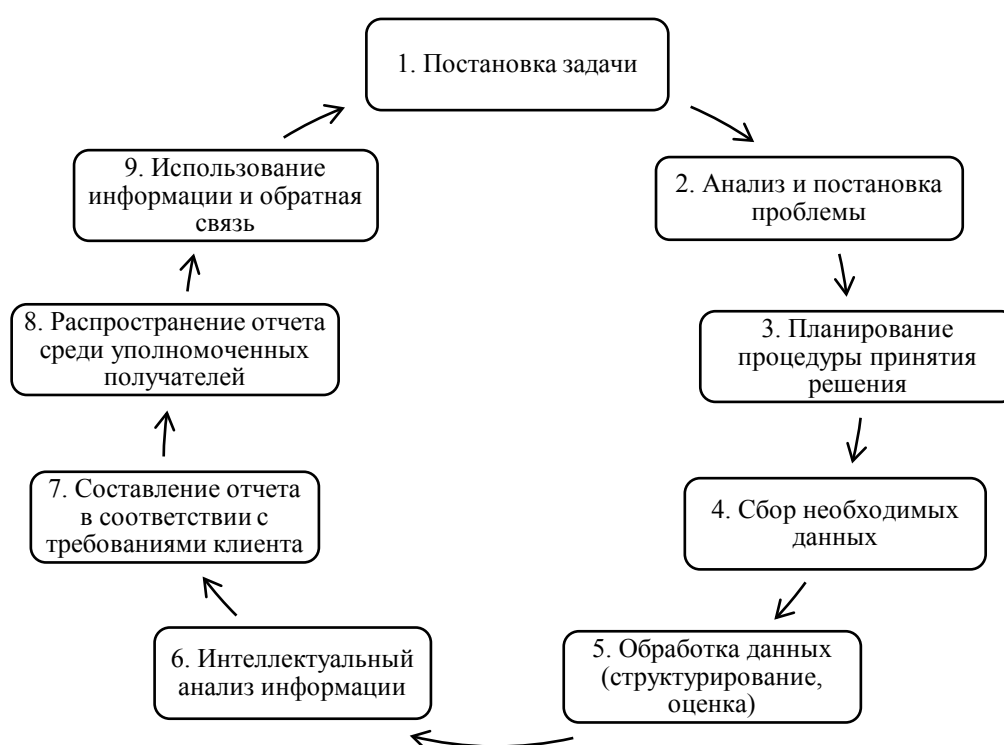 1. Постановка задачи
2. Анализ и постановка
проблемы
3. Планирование
процедуры принятия
решения
4. Сбор необходимых
данных
5. Обработка данных
(структурирование,
оценка)
6. Интеллектуальный
анализ информации
7. Составление отчета
в соответствии с
требованиями клиента
8. Распространение отчета
среди уполномоченных
получателей
9. Использование
информации и обратная
связь